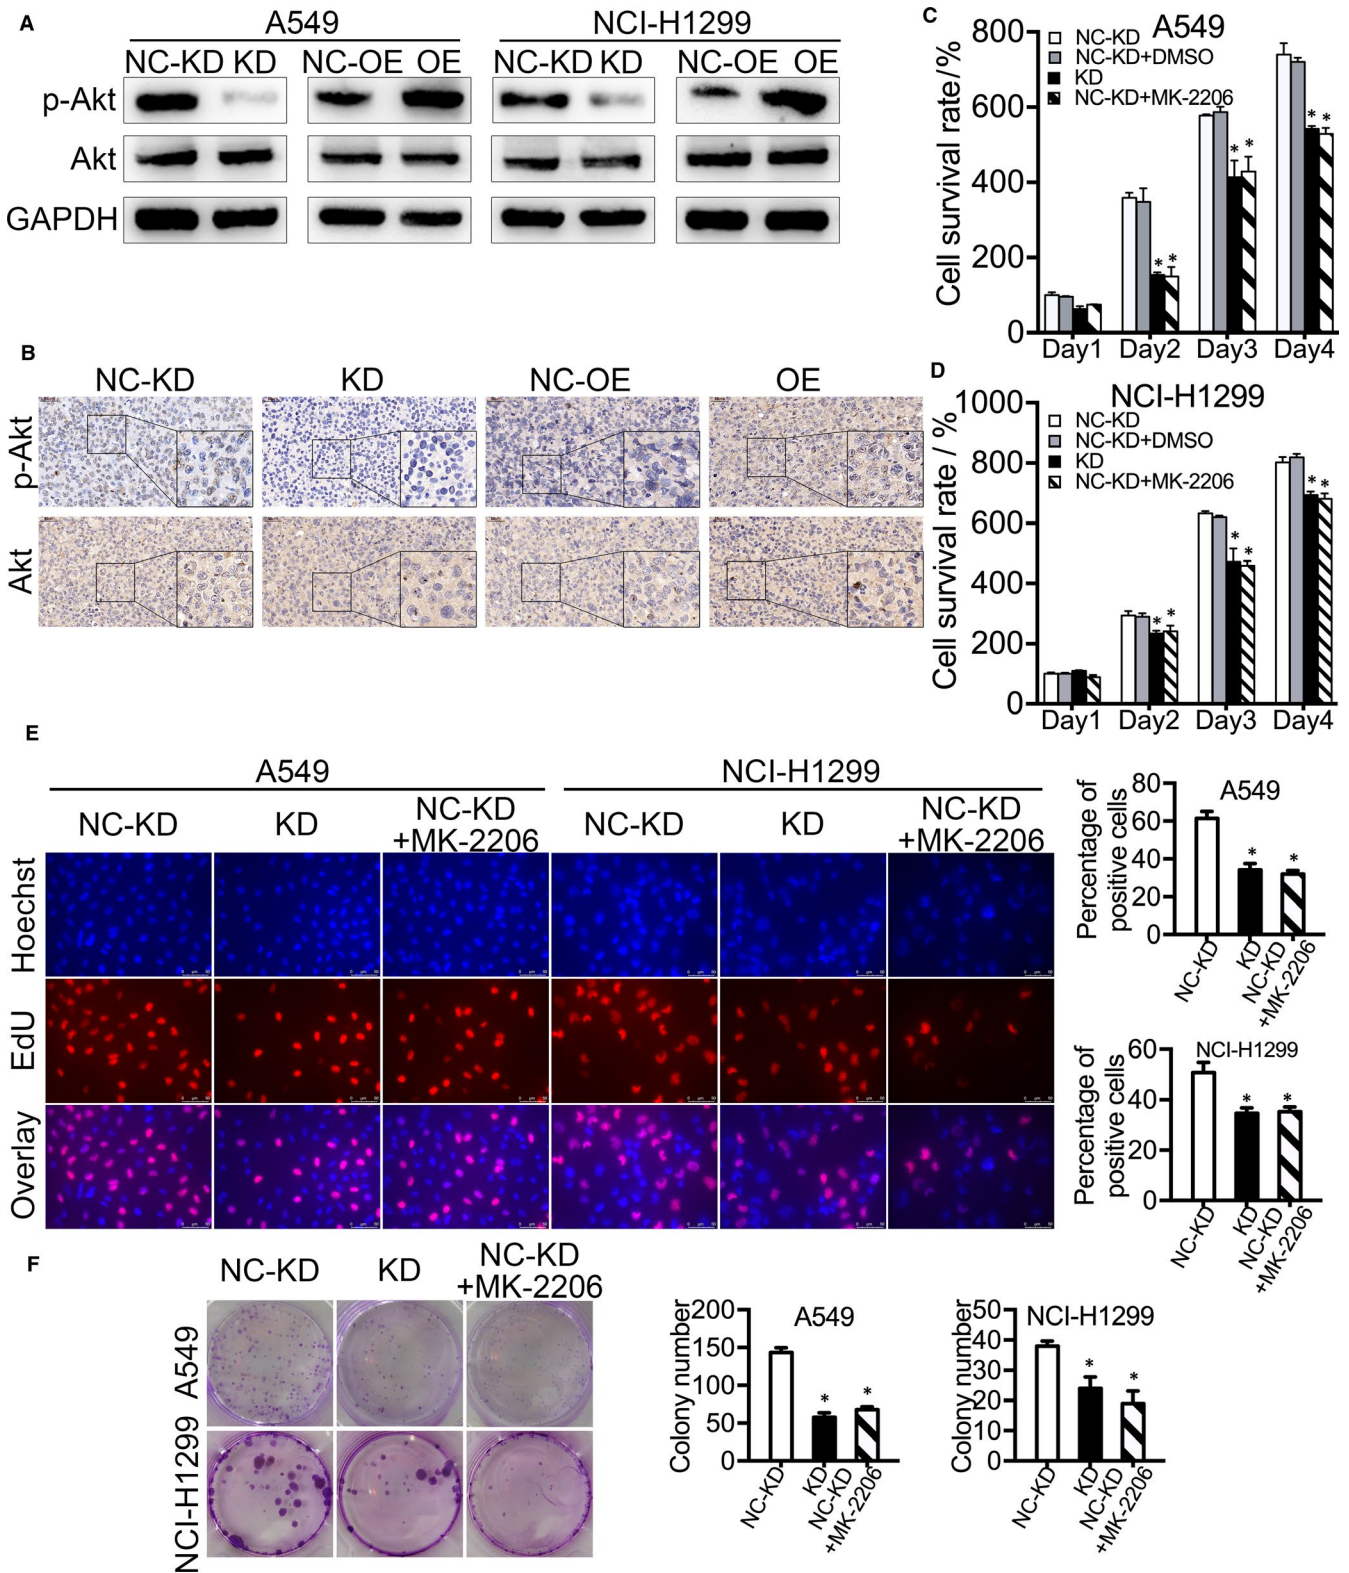 A
A549
NCI-H1299
NC-KD KD NC-OE OE NC-KD KD NC-OE OE
p-Akt
Akt
GAPDH
B
NC-KD KD NC-OE OE
p-Akt
Akt
C
A549
NC-KD
NC-KD+DMSO
KD
NC-KD+MK-2206
Cell survival rate/%
800
600
400
200
0
* *
* *
* *
Day1 Day2 Day3 Day4
D
NCI-H1299
NC-KD
NC-KD+DMSO
KD
NC-KD+MK-2206
Cell survival rate / %
1000
800
600
400
200
0
* *
* *
* *
Day1 Day2 Day3 Day4
E
A549 NCI-H1299
NC-KD KD NC-KD
+MK-2206
NC-KD KD NC-KD
+MK-2206
Hoechst
EdU
Overlay
A549
Percentage of
positive cells
80
60
40
20
0
* *
NC-KD
KD
NC-KD
+MK-2206
NCI-H1299
Percentage of
positive cells
60
40
20
0
* *
NC-KD
KD
NC-KD
+MK-2206
F
NC-KD KD NC-KD
+MK-2206
A549
NCI-H1299
A549
Colony number
200
150
100
50
0
* *
NC-KD
KD
NC-KD
+MK-2206
NCI-H1299
Colony number
50
40
30
20
10
0
* *
NC-KD
KD
NC-KD
+MK-2206